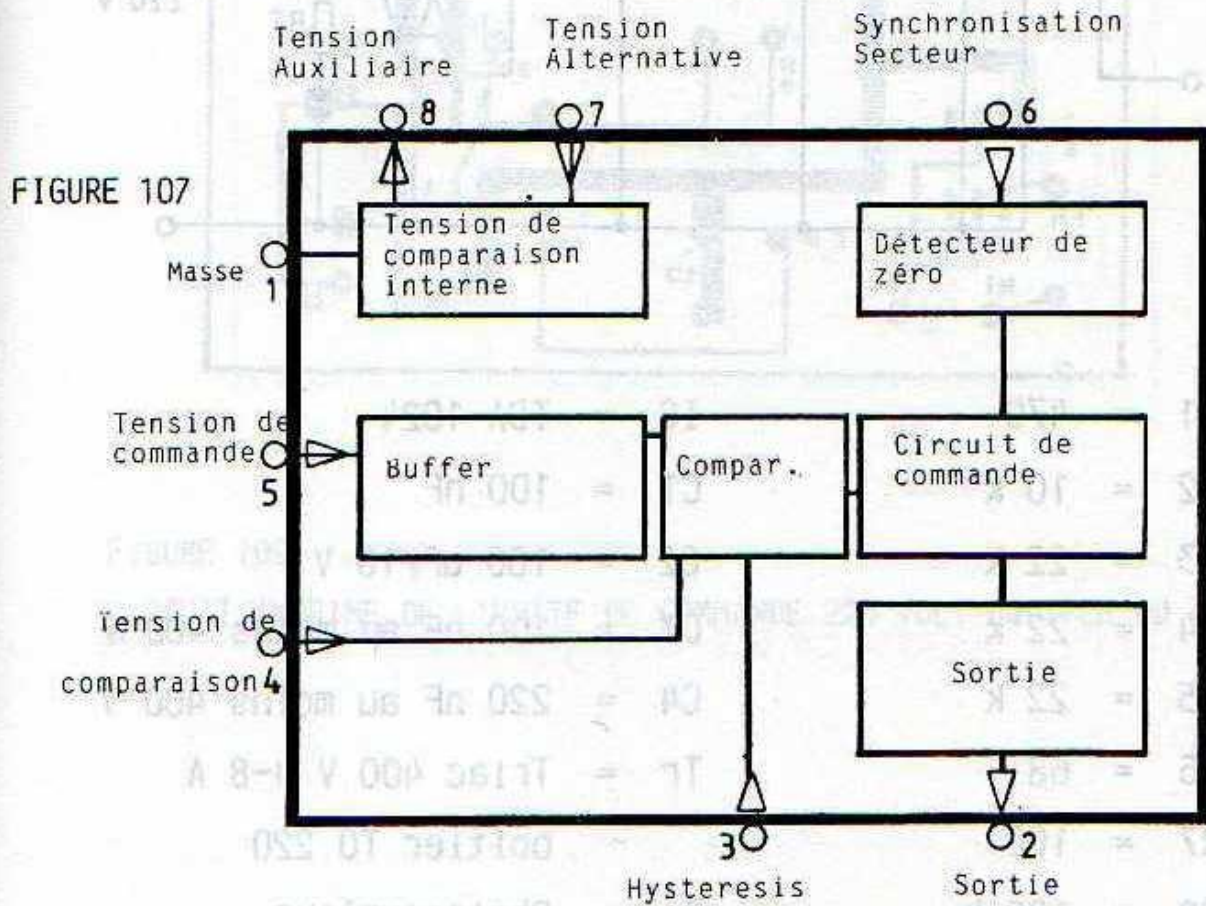 Tension
Auxiliaire
Tension
Alternative
Synchronisation
Secteur
8
7
6
FIGURE 107
Masse
1
Tension de
comparaison
interne
Détecteur de
zéro
Tension de
commande
5
Buffer
Compar.
Circuit de
commande
Tension de
comparaison
4
Sortie
3
2
Hysteresis
Sortie